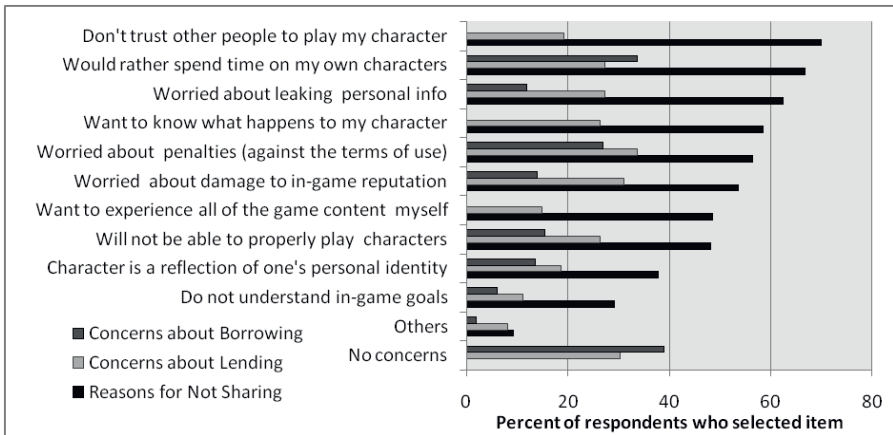 Don't trust other people to play my character
Would rather spend time on my own characters
Worried about leaking personal info
Want to know what happens to my character
Worried about penalties (against the terms of use)
Worried about damage to in-game reputation
Want to experience all of the game content myself
Will not be able to properly play characters
Character is a reflection of one's personal identity
Do not understand in-game goals
Others
No concerns
Concerns about Borrowing
Concerns about Lending
Reasons for Not Sharing
0 20 40 60 80
Percent of respondents who selected item